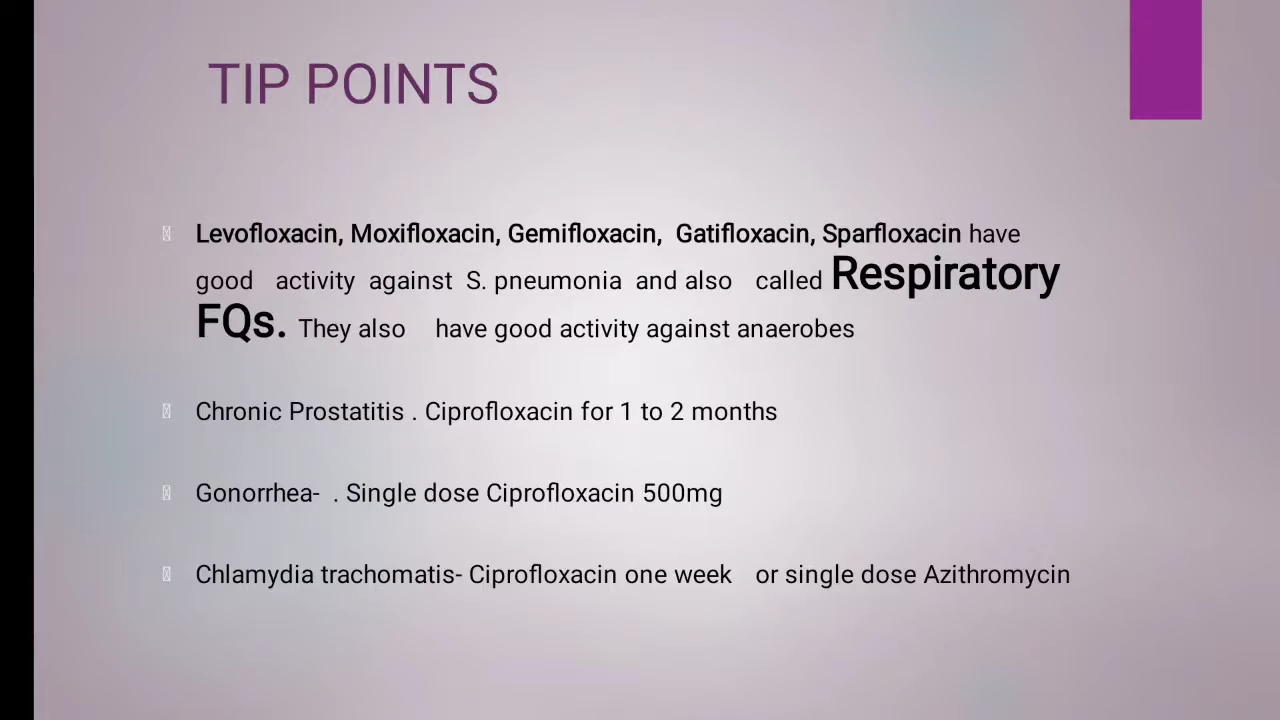 TIP POINTS
Levofloxacin, Moxifloxacin, Gemifloxacin, Gatifloxacin, Sparfloxacin have
good activity against S. pneumonia and also called Respiratory
FQs. They also have good activity against anaerobes
Chronic Prostatitis . Ciprofloxacin for 1 to 2 months
Gonorrhea- . Single dose Ciprofloxacin 500mg
Chlamydia trachomatis- Ciprofloxacin one week or single dose Azithromycin